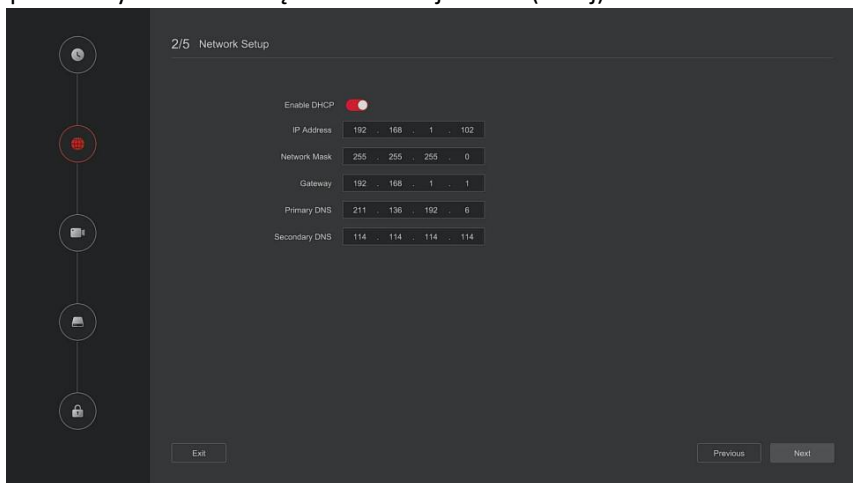 2/5 Network Setup
Enable DHCP
IP Address 192 . 168 . 1 . 102
Network Mask 255 . 255 . 255 . 0
Gateway 192 . 168 . 1 . 1
Primary DNS 211 . 136 . 192 . 6
Secondary DNS 114 . 114 . 114 . 114
Exit Previous Next